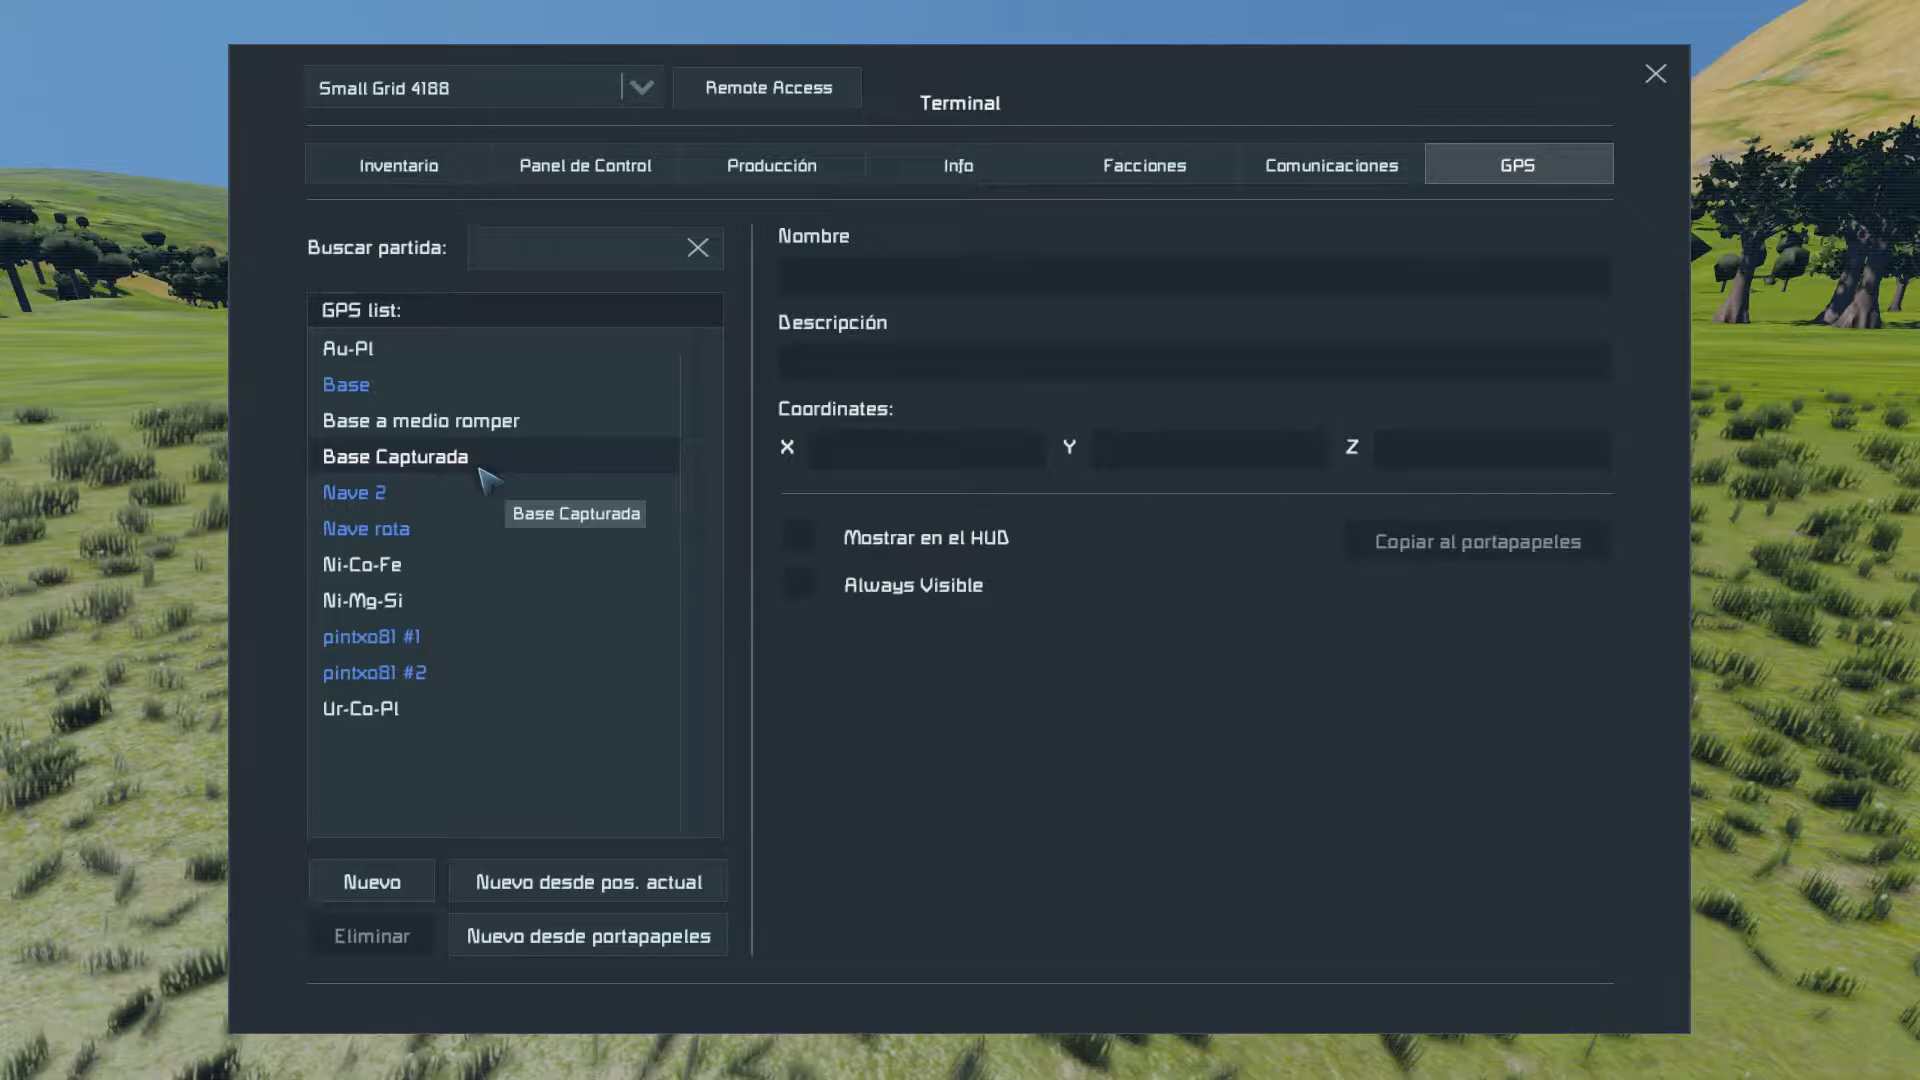 Small Grid 4188
Remote Access
Terminal
Inventario
Panel de Control
Producción
Info
Facciones
Comunicaciones
GPS
Buscar partida:
GPS list:
Au-Pl
Base
Base a medio romper
Base Capturada
Nave 2
Base Capturada
Nave rota
Ni-Co-Fe
Ni-Mg-Si
pintxo81 #1
pintxo81 #2
Ur-Co-Pl
Nuevo
Nuevo desde pos. actual
Eliminar
Nuevo desde portapapeles
Nombre
Descripción
Coordinates:
X
Y
Z
Mostrar en el HUD
Copiar al portapapeles
Always Visible